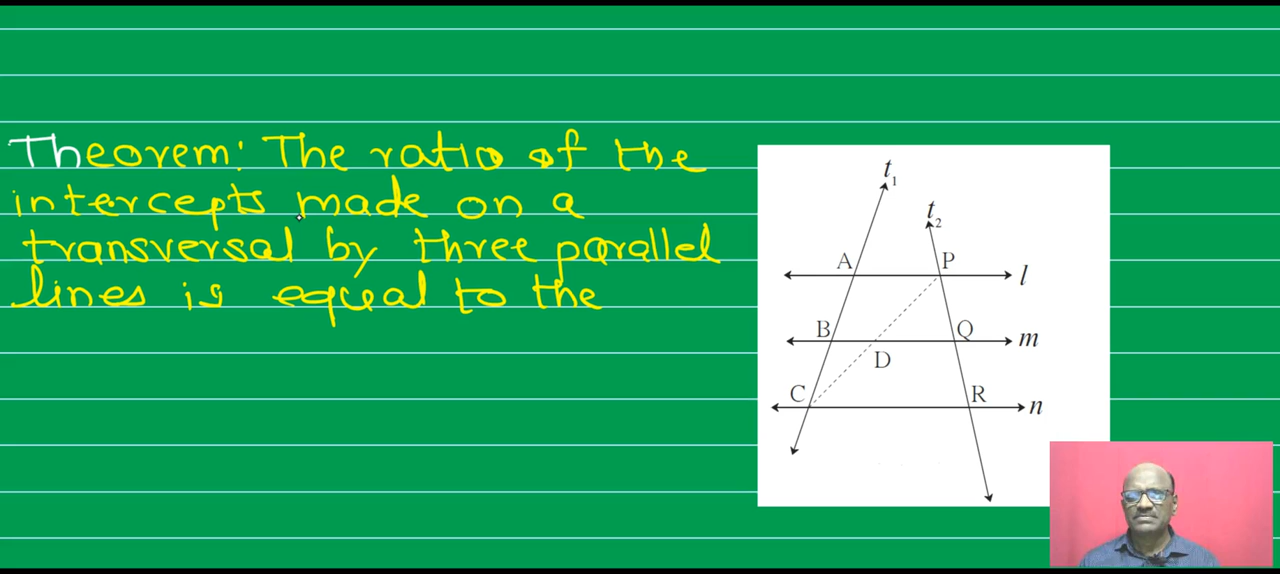 Theorem: The ratio of the
intercepts made on a
transversal by three parallel
lines is equal to the
t1
t2
A P l
B Q m
D
C R n